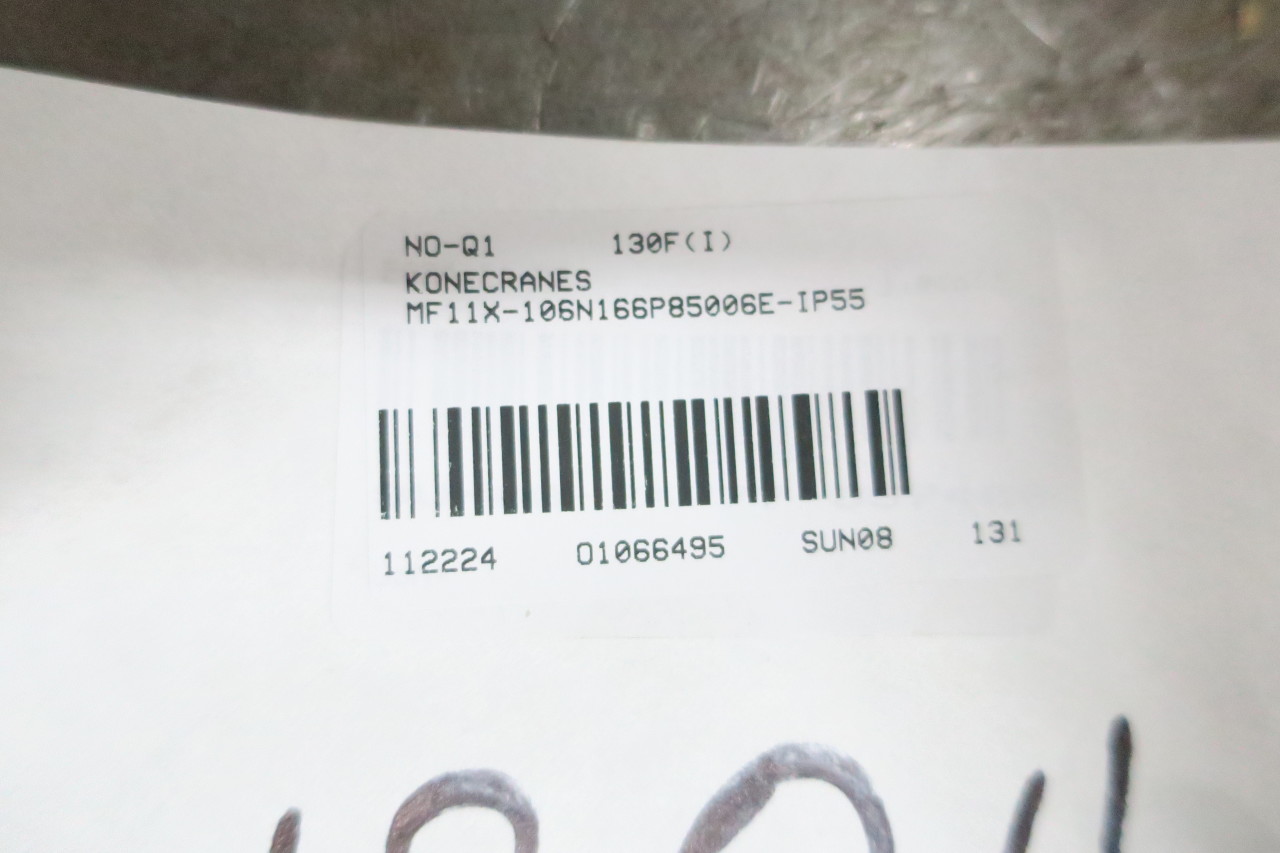 NO-Q1 130F(I)
KONECRANES
MF11X-106N166P85006E-IP55
112224 01066495 SUN08 131